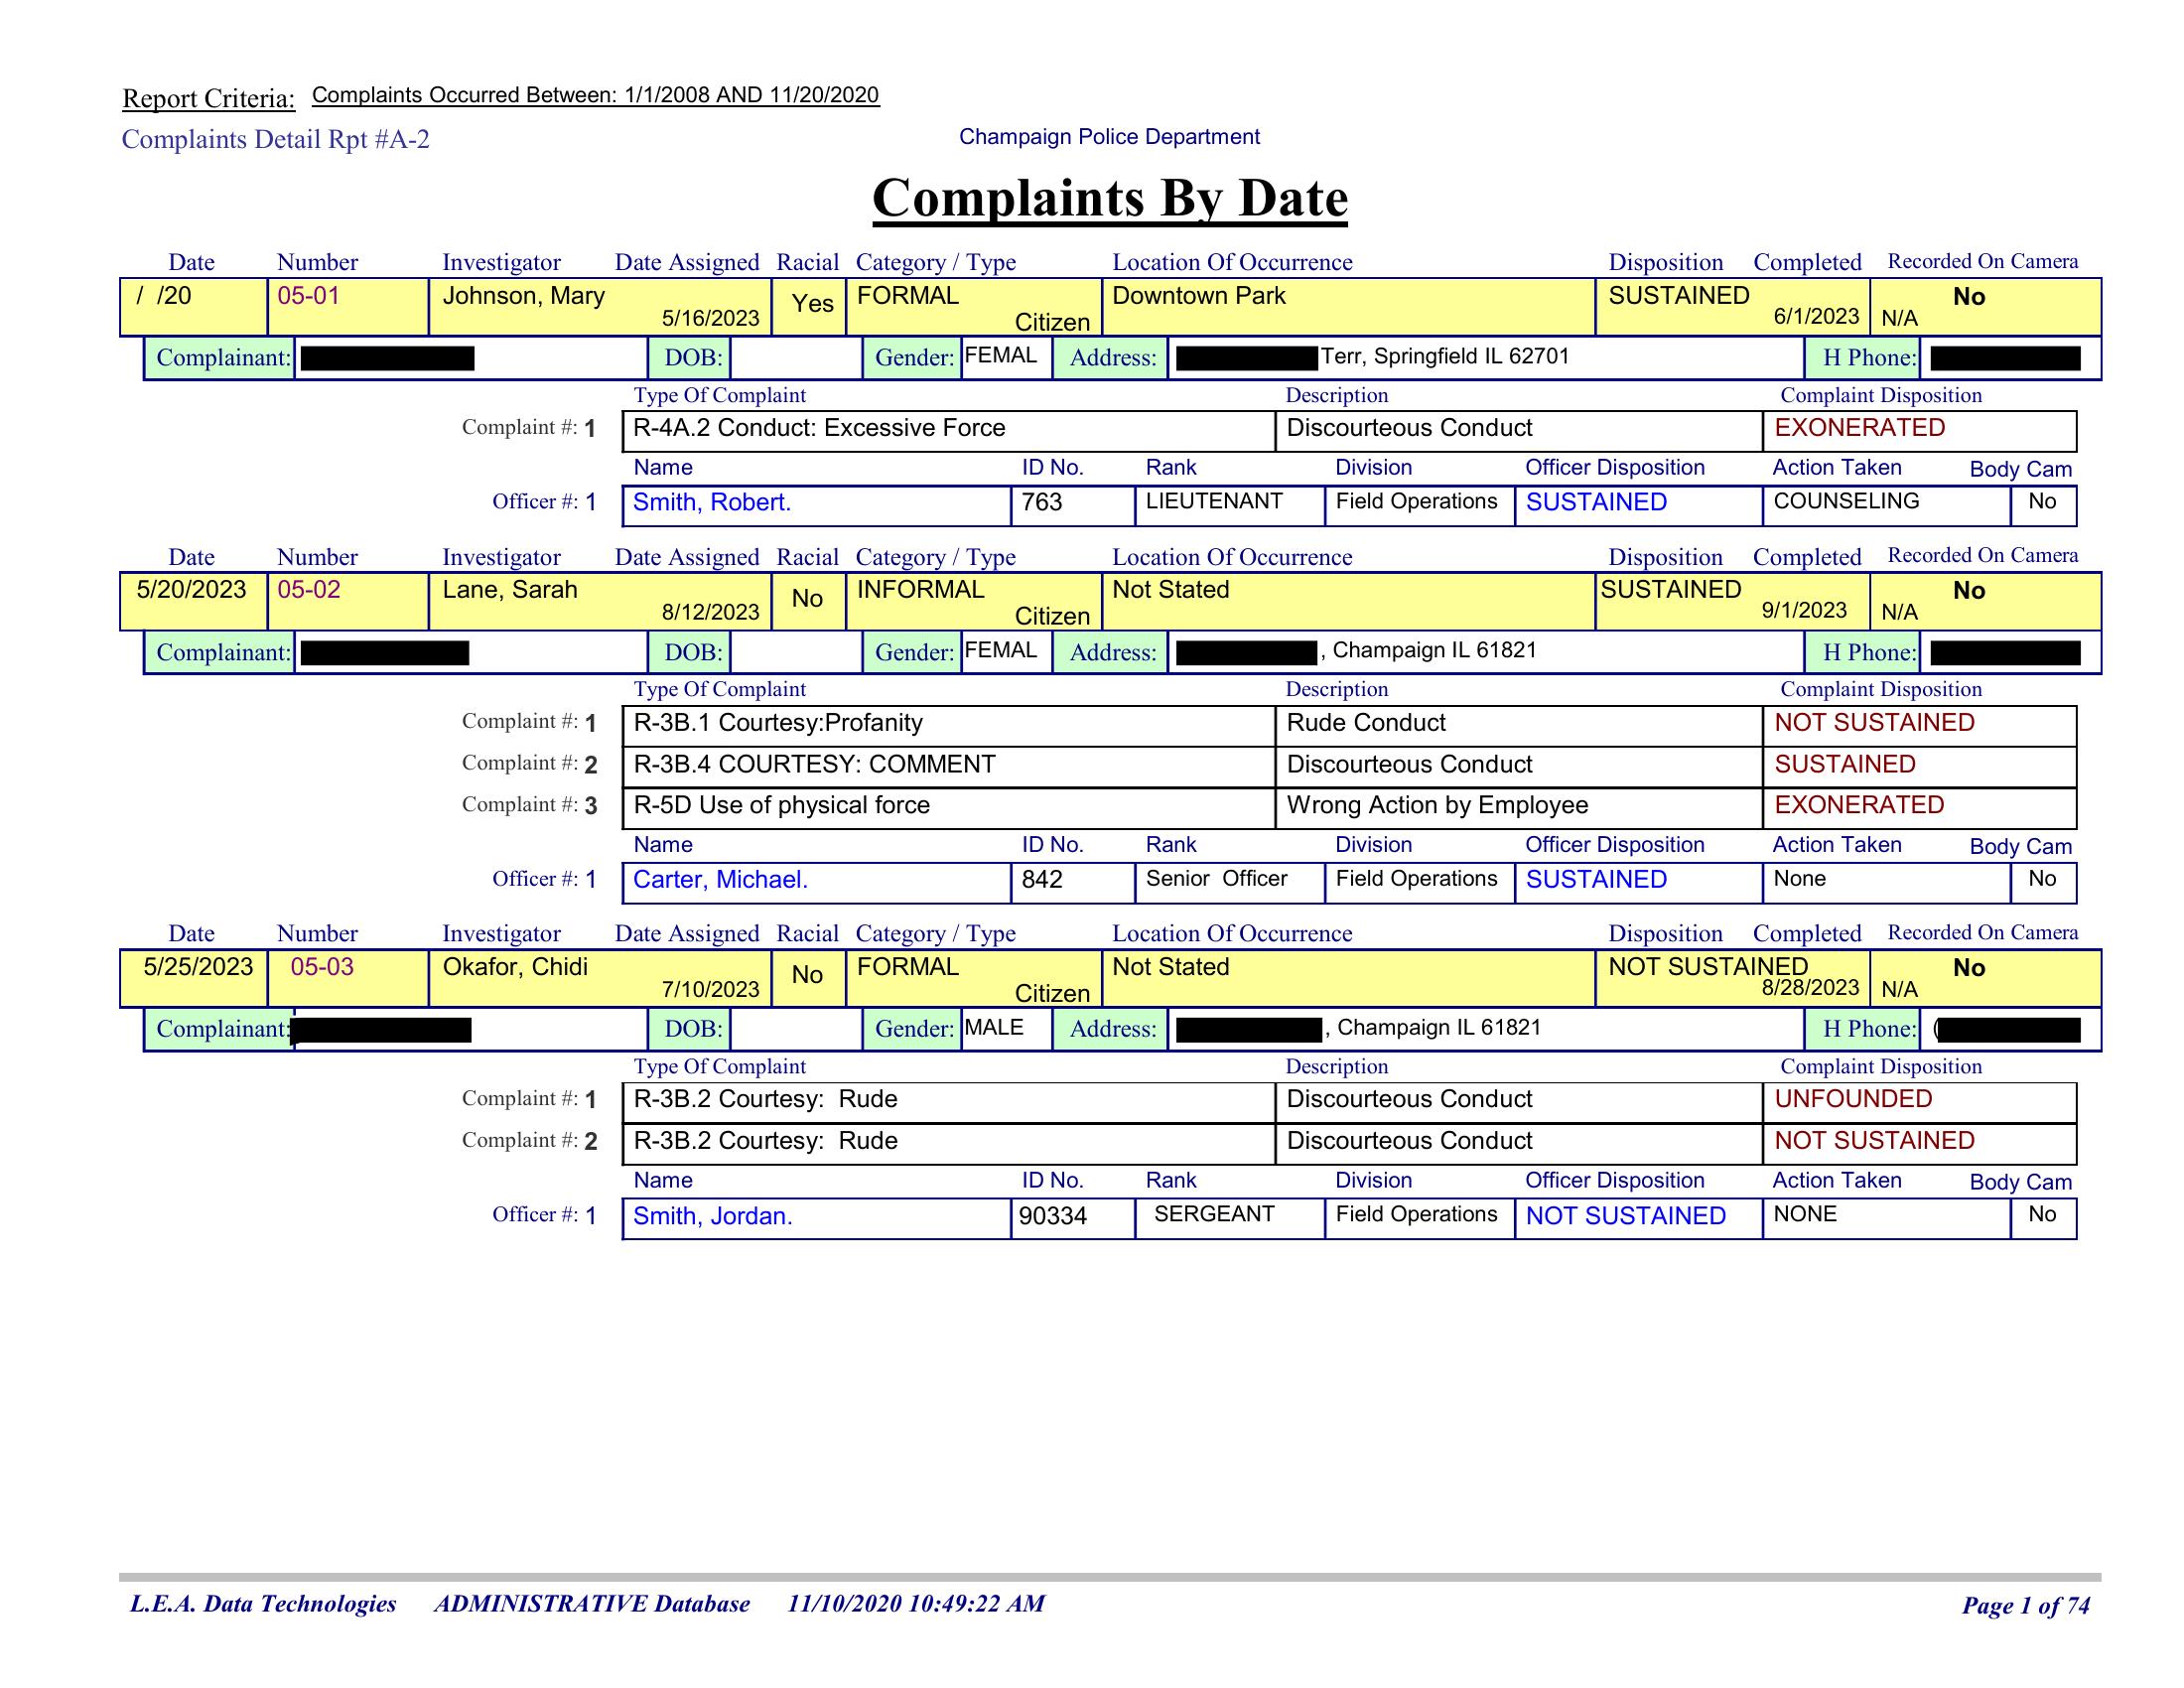 Report Criteria: Complaints Occurred Between: 1/1/2008 AND 11/20/2020
Complaints Detail Rpt #A-2 Champaign Police Department
Complaints By Date
Date Number Investigator Date Assigned Racial Category / Type Location Of Occurrence Disposition Completed Recorded On Camera
/ /20 05-01 Johnson, Mary 5/16/2023 Yes FORMAL Citizen Downtown Park SUSTAINED 6/1/2023 No N/A
Complainant: DOB: Gender: FEMAL Address: Terr, Springfield IL 62701 H Phone:
Type Of Complaint Description Complaint Disposition
Complaint #: 1 R-4A.2 Conduct: Excessive Force Discourteous Conduct EXONERATED
Name ID No. Rank Division Officer Disposition Action Taken Body Cam
Officer #: 1 Smith, Robert. 763 LIEUTENANT Field Operations SUSTAINED COUNSELING No
Date Number Investigator Date Assigned Racial Category / Type Location Of Occurrence Disposition Completed Recorded On Camera
5/20/2023 05-02 Lane, Sarah 8/12/2023 No INFORMAL Citizen Not Stated SUSTAINED 9/1/2023 No N/A
Complainant: DOB: Gender: FEMAL Address: , Champaign IL 61821 H Phone:
Type Of Complaint Description Complaint Disposition
Complaint #: 1 R-3B.1 Courtesy:Profanity Rude Conduct NOT SUSTAINED
Complaint #: 2 R-3B.4 COURTESY: COMMENT Discourteous Conduct SUSTAINED
Complaint #: 3 R-5D Use of physical force Wrong Action by Employee EXONERATED
Name ID No. Rank Division Officer Disposition Action Taken Body Cam
Officer #: 1 Carter, Michael. 842 Senior Officer Field Operations SUSTAINED None No
Date Number Investigator Date Assigned Racial Category / Type Location Of Occurrence Disposition Completed Recorded On Camera
5/25/2023 05-03 Okafor, Chidi 7/10/2023 No FORMAL Citizen Not Stated NOT SUSTAINED 8/28/2023 No N/A
Complainant: DOB: Gender: MALE Address: , Champaign IL 61821 H Phone: (
Type Of Complaint Description Complaint Disposition
Complaint #: 1 R-3B.2 Courtesy: Rude Discourteous Conduct UNFOUNDED
Complaint #: 2 R-3B.2 Courtesy: Rude Discourteous Conduct NOT SUSTAINED
Name ID No. Rank Division Officer Disposition Action Taken Body Cam
Officer #: 1 Smith, Jordan. 90334 SERGEANT Field Operations NOT SUSTAINED NONE No
L.E.A. Data Technologies ADMINISTRATIVE Database 11/10/2020 10:49:22 AM Page 1 of 74